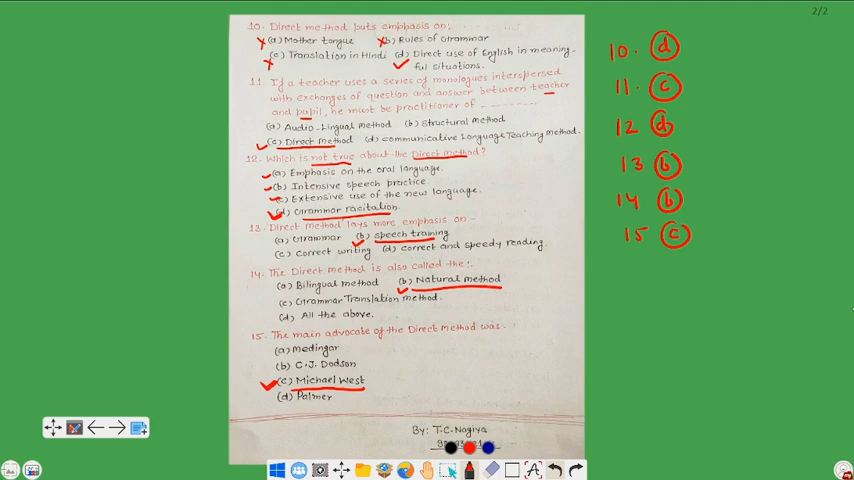 2/2
10. Direct method puts emphasis on:
(a) Mother tongue (b) Rules of Grammar
(c) Translation in Hindi (d) Direct use of English in meaning-
ful situations.
11. If a teacher uses a series of monologues interspersed
with exchanges of question and answer between teacher
and pupil, he must be practitioner of ----------
(a) Audio-Lingual Method (b) Structural Method
(c) Direct Method (d) Communicative Language Teaching Method.
12. Which is not true about the Direct Method?
(a) Emphasis on the oral language.
(b) Intensive speech practice
(c) Extensive use of the new language.
(d) Grammar racitation.
13. Direct Method lays more emphasis on -
(a) Grammar (b) speech training
(c) Correct writing (d) correct and speedy reading.
14. The Direct method is also called the:
(a) Bilingual method (b) Natural method
(c) Grammar Translation method.
(d) All the above.
15. The main advocate of the Direct Method was.
(a) Medingar
(b) C.J. Dodson
(c) Michael West
(d) Palmer
By: T.C. Nagiya
10. d
11. c
12 d
13 b
14 b
15 c